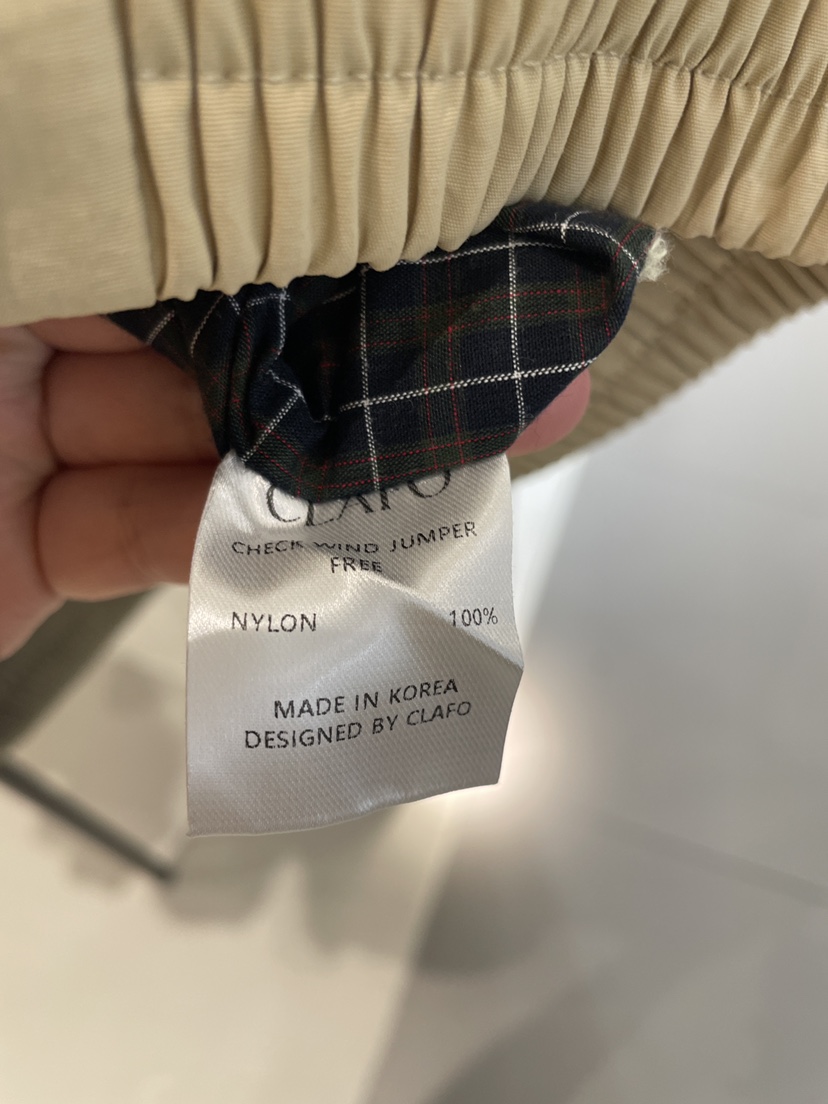 CLAFO
CHECK WIND JUMPER
FREE
NYLON 100%
MADE IN KOREA
DESIGNED BY CLAFO